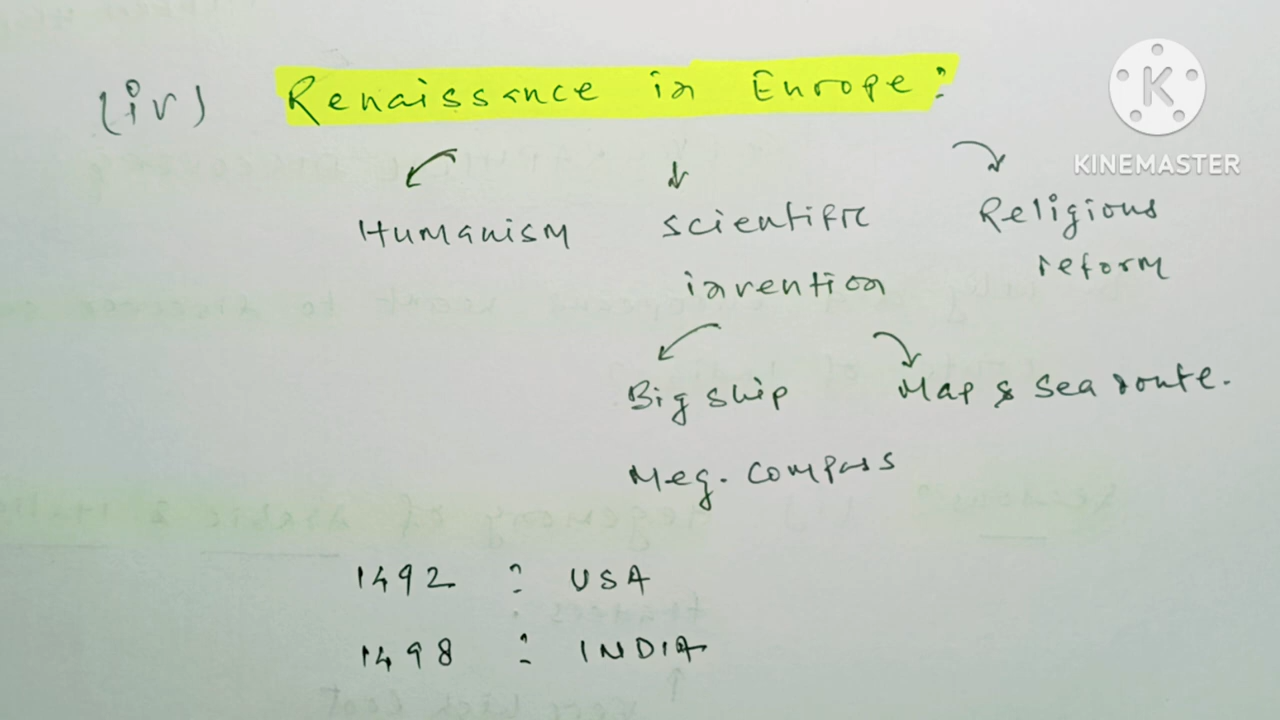 (iv) Renaissance in Europe:
K
KINEMASTER
Humanism
scientific
invention
Religious
reform
Big ship
Map & Sea route.
Meg. Compass
1492 : USA
1498 : INDIA